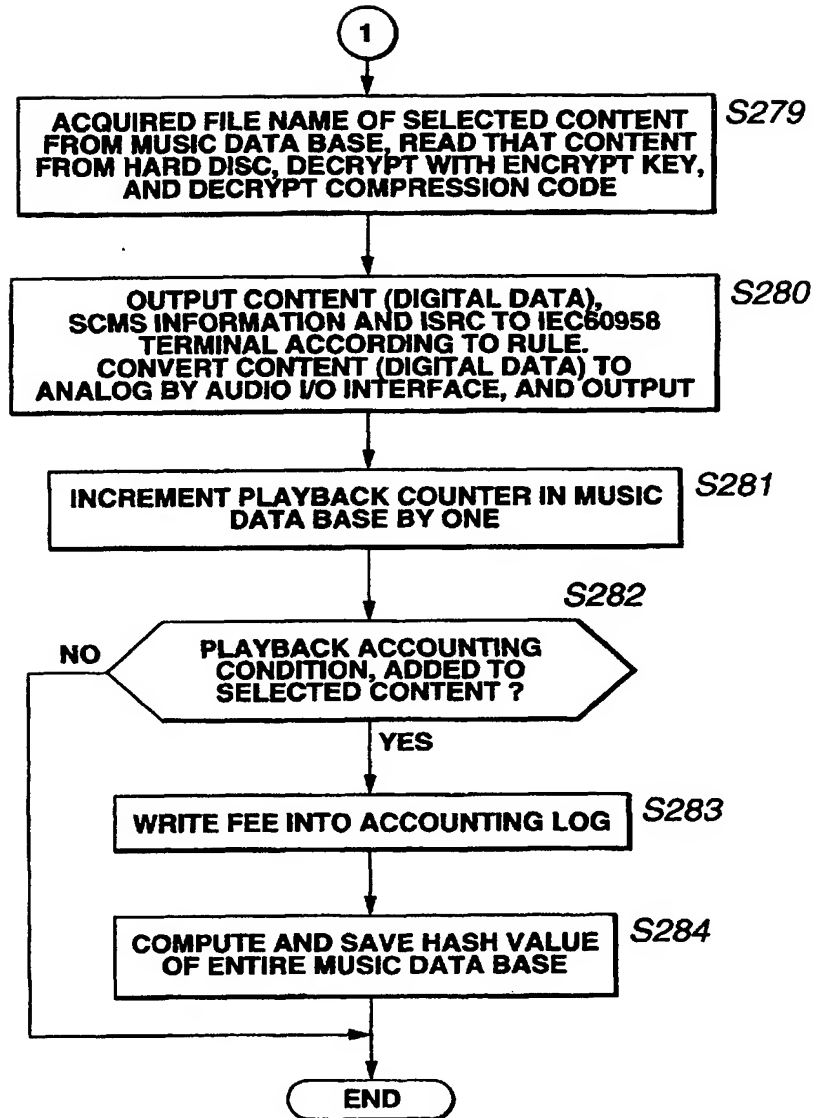 1
ACQUIRED FILE NAME OF SELECTED CONTENT
FROM MUSIC DATA BASE, READ THAT CONTENT
FROM HARD DISC, DECRYPT WITH ENCRYPT KEY,
AND DECRYPT COMPRESSION CODE
S279
OUTPUT CONTENT (DIGITAL DATA),
SCMS INFORMATION AND ISRC TO IEC60958
TERMINAL ACCORDING TO RULE.
CONVERT CONTENT (DIGITAL DATA) TO
ANALOG BY AUDIO I/O INTERFACE, AND OUTPUT
S280
INCREMENT PLAYBACK COUNTER IN MUSIC
DATA BASE BY ONE
S281
S282
PLAYBACK ACCOUNTING
CONDITION, ADDED TO
SELECTED CONTENT ?
NO
YES
WRITE FEE INTO ACCOUNTING LOG
S283
COMPUTE AND SAVE HASH VALUE
OF ENTIRE MUSIC DATA BASE
S284
END